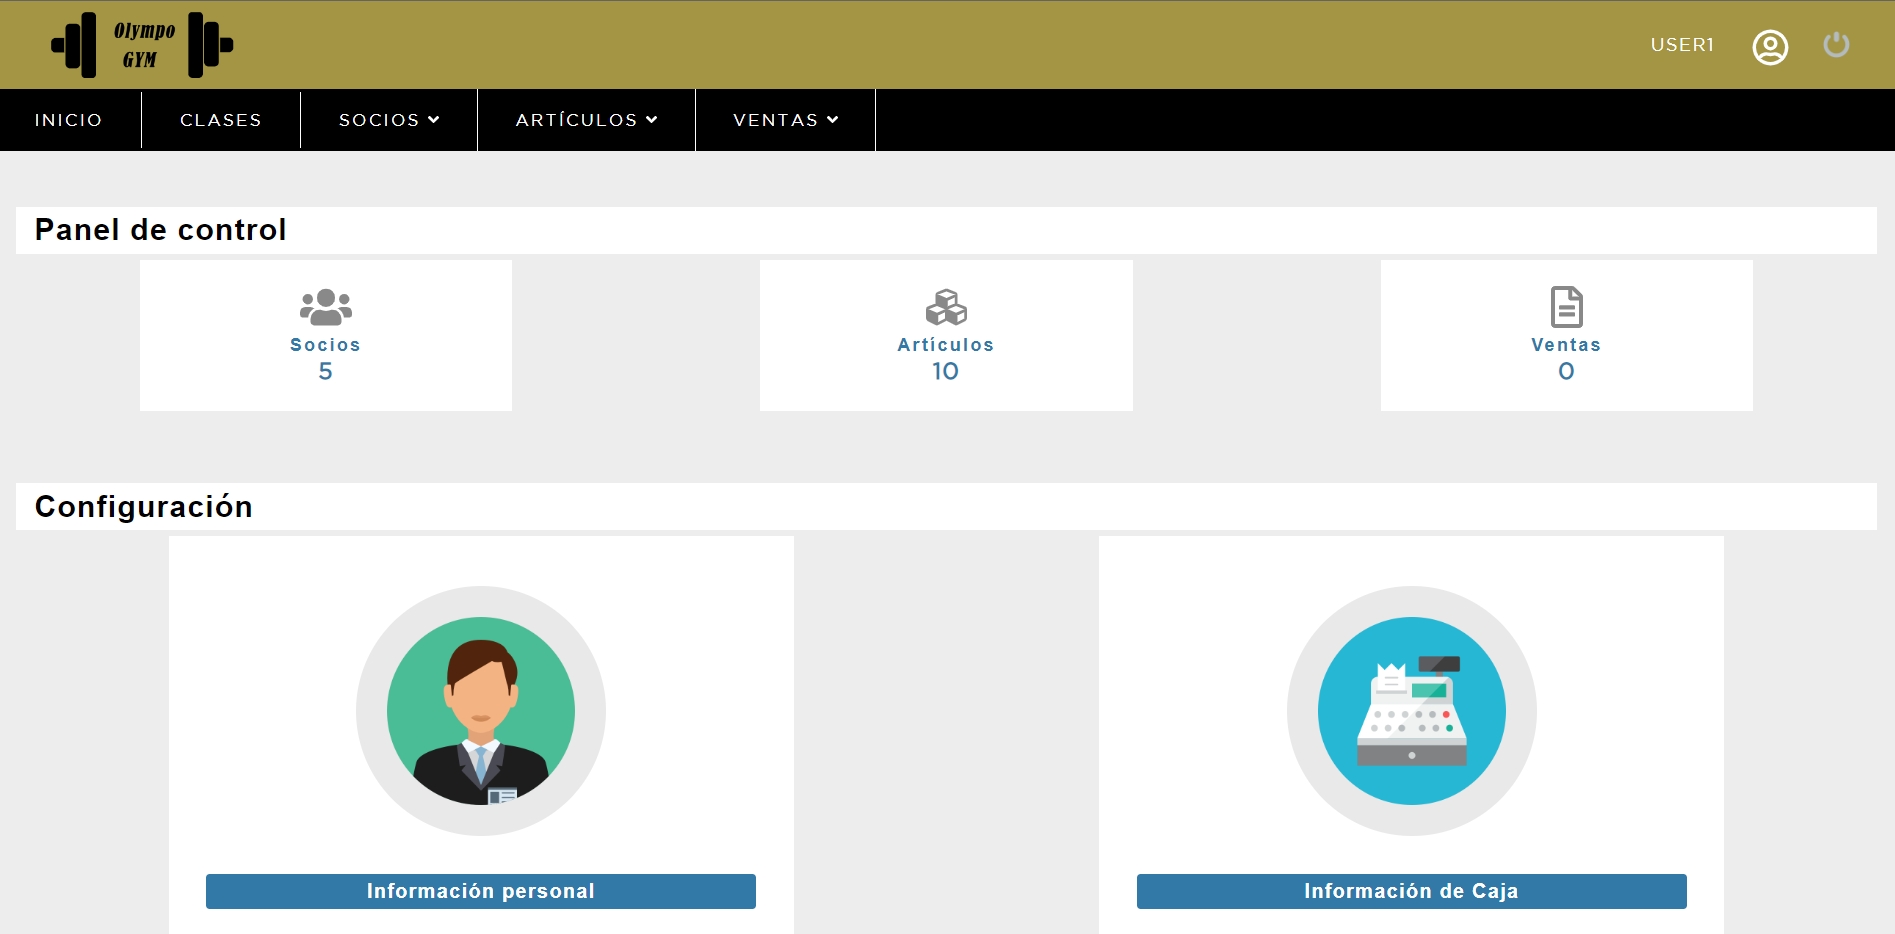 Olympo
GYM
USER1
INICIO
CLASES
SOCIOS
ARTÍCULOS
VENTAS
Panel de control
Socios
5
Artículos
10
Ventas
0
Configuración
Información personal
Información de Caja